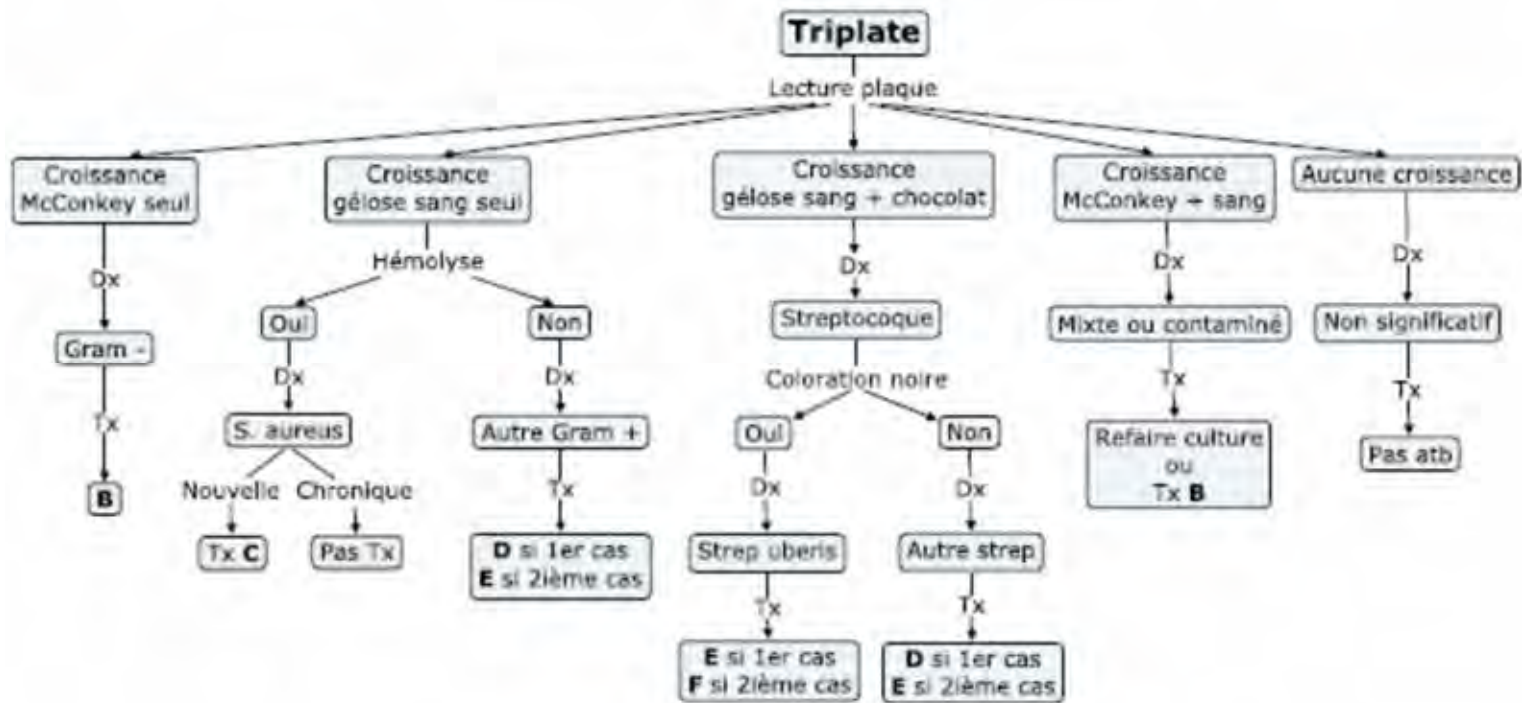 Triplate
Lecture plaque
Croissance
McConkey seul
Dx
Gram -
Tx
B
Croissance
gélose sang seul
Hémolyse
Oui
Dx
S. aureus
Nouvelle
Tx C
Chronique
Pas Tx
Non
Dx
Autre Gram +
Tx
D si 1er cas
E si 2ième cas
Croissance
gélose sang + chocolat
Dx
Streptocoque
Coloration noire
Oui
Dx
Strep uberis
Tx
E si 1er cas
F si 2ième cas
Non
Dx
Autre strep
Tx
D si 1er cas
E si 2ième cas
Croissance
McConkey + sang
Dx
Mixte ou contaminé
Tx
Refaire culture
ou
Tx B
Aucune croissance
Dx
Non significatif
Tx
Pas atb